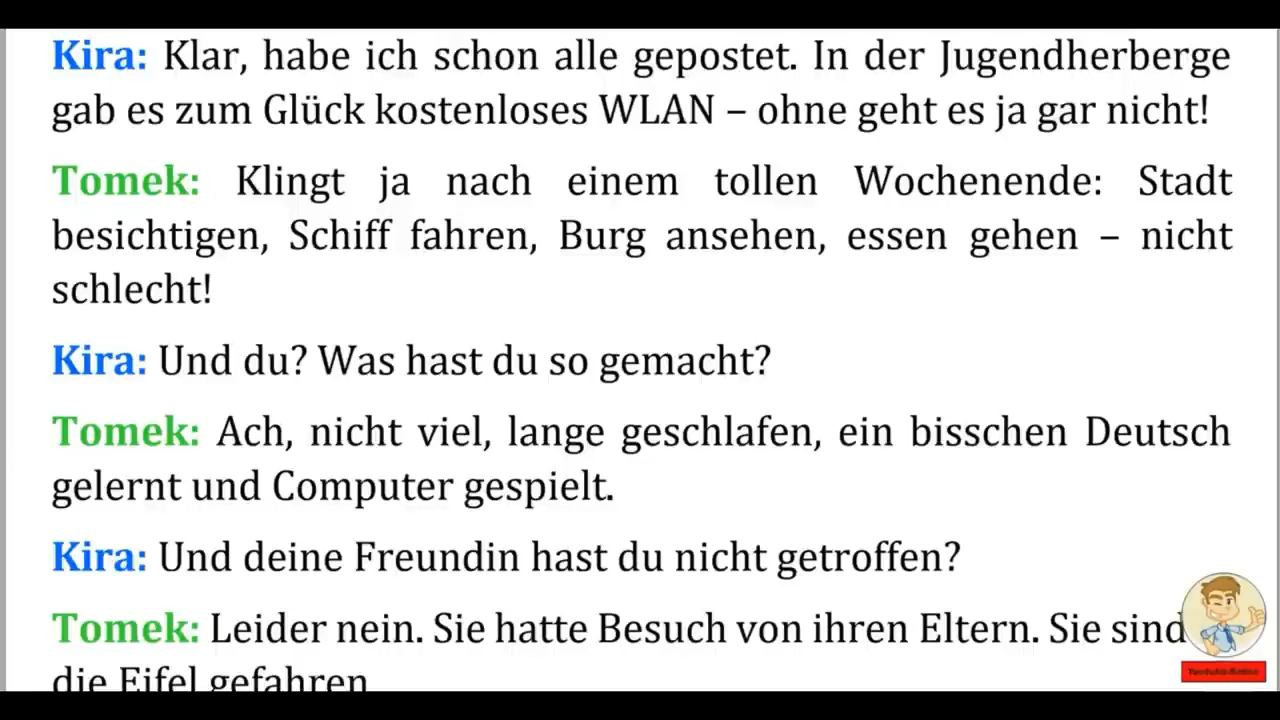 Kira: Klar, habe ich schon alle gepostet. In der Jugendherberge
gab es zum Glück kostenloses WLAN – ohne geht es ja gar nicht!
Tomek: Klingt ja nach einem tollen Wochenende: Stadt
besichtigen, Schiff fahren, Burg ansehen, essen gehen – nicht
schlecht!
Kira: Und du? Was hast du so gemacht?
Tomek: Ach, nicht viel, lange geschlafen, ein bisschen Deutsch
gelernt und Computer gespielt.
Kira: Und deine Freundin hast du nicht getroffen?
Tomek: Leider nein. Sie hatte Besuch von ihren Eltern. Sie sind
die Eifel gefahren